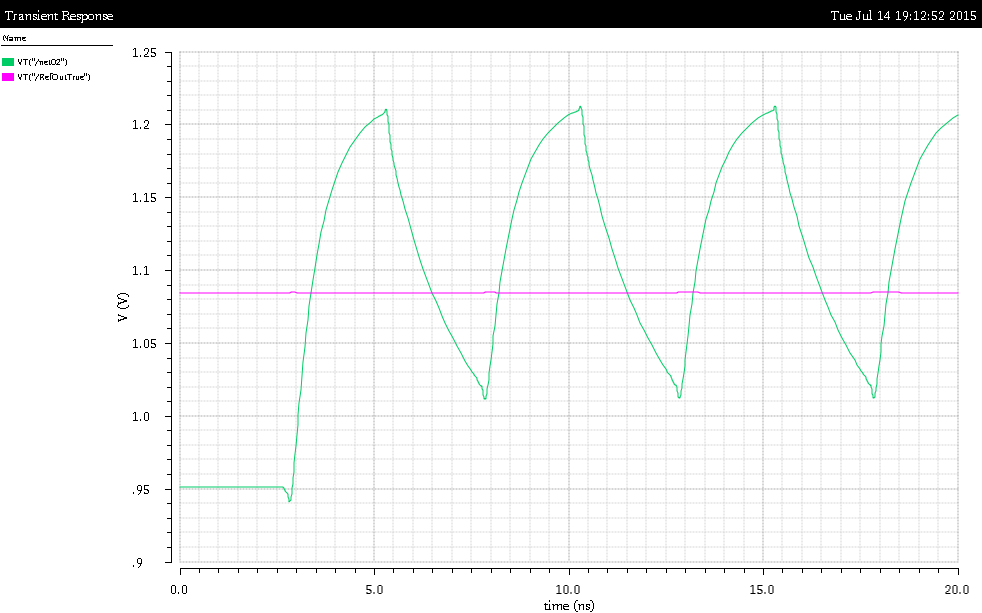 Transient Response
Tue Jul 14 19:12:52 2015
Name
VT("/net02")
VT("/RefOutTrue")
1.25
1.2
1.15
1.1
1.05
1.0
.95
.9
V (V)
0.0 5.0 10.0 15.0 20.0
time (ns)